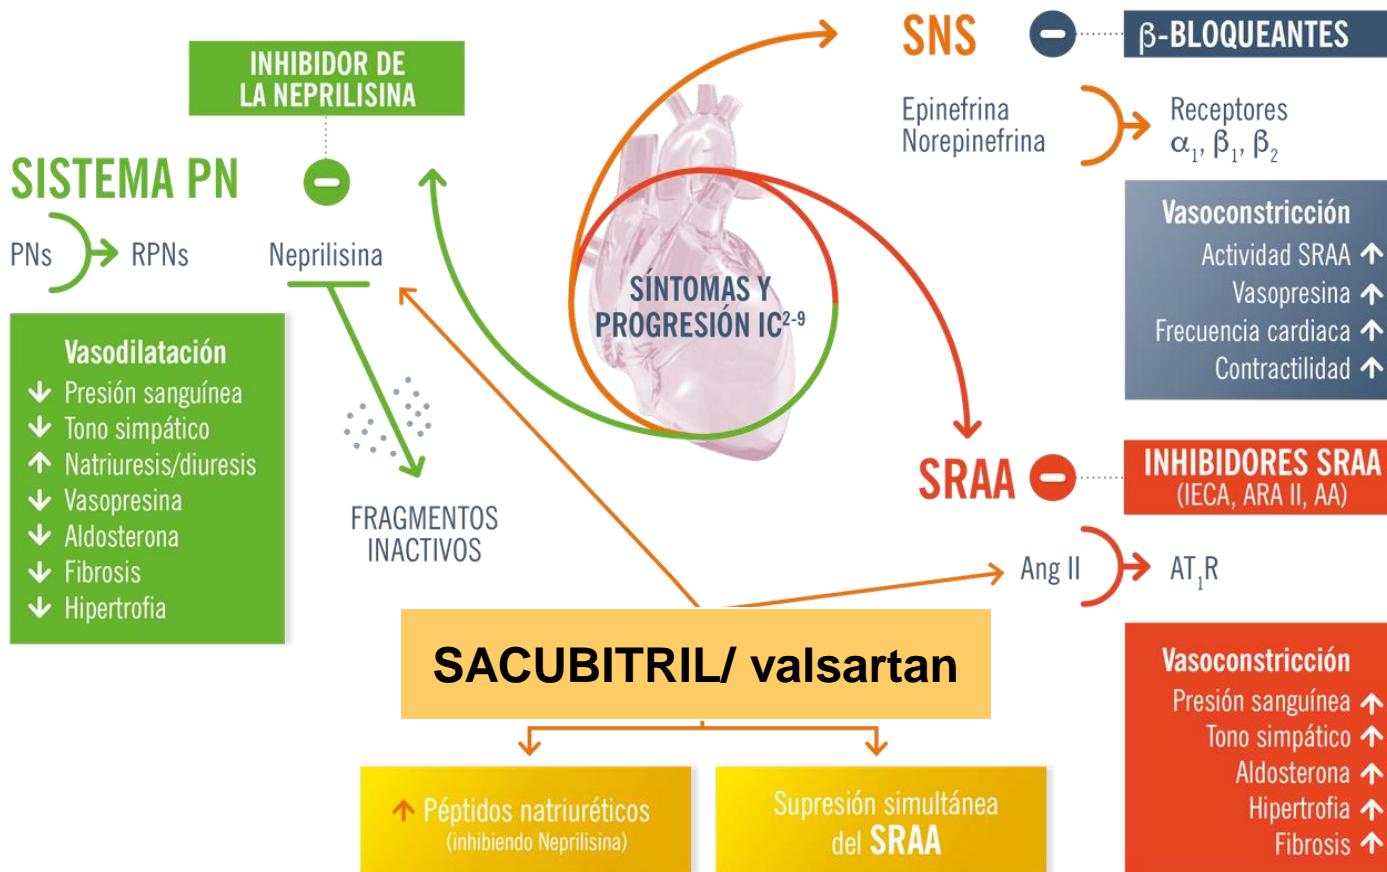 INHIBIDOR DE
LA NEPRILISINA
SISTEMA PN
PNs
RPNs
Neprilisina
Vasodilatación
↓ Presión sanguínea
↓ Tono simpático
↑ Natriuresis/diuresis
↓ Vasopresina
↓ Aldosterona
↓ Fibrosis
↓ Hipertrofia
FRAGMENTOS
INACTIVOS
SÍNTOMAS Y
PROGRESIÓN IC²⁻⁹
SNS
β-BLOQUEANTES
Epinefrina
Norepinefrina
Receptores
α₁, β₁, β₂
Vasoconstricción
Actividad SRAA ↑
Vasopresina ↑
Frecuencia cardiaca ↑
Contractilidad ↑
SRAA
INHIBIDORES SRAA
(IECA, ARA II, AA)
Ang II
AT₁R
Vasoconstricción
Presión sanguínea ↑
Tono simpático ↑
Aldosterona ↑
Hipertrofia ↑
Fibrosis ↑
SACUBITRIL/ valsartan
↑ Péptidos natriuréticos
(inhibiendo Neprilisina)
Supresión simultánea
del SRAA